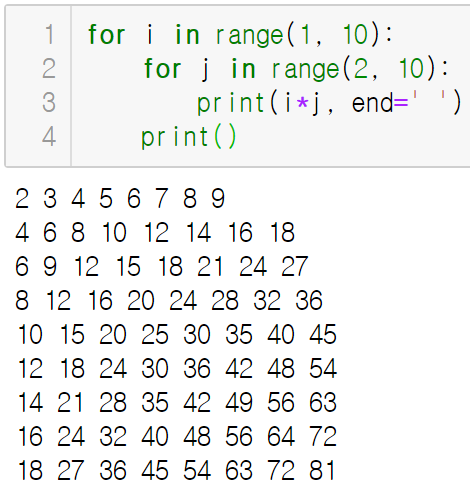 1 for i in range(1, 10):
2     for j in range(2, 10):
3         print(i*j, end=' ')
4     print()
2 3 4 5 6 7 8 9
4 6 8 10 12 14 16 18
6 9 12 15 18 21 24 27
8 12 16 20 24 28 32 36
10 15 20 25 30 35 40 45
12 18 24 30 36 42 48 54
14 21 28 35 42 49 56 63
16 24 32 40 48 56 64 72
18 27 36 45 54 63 72 81